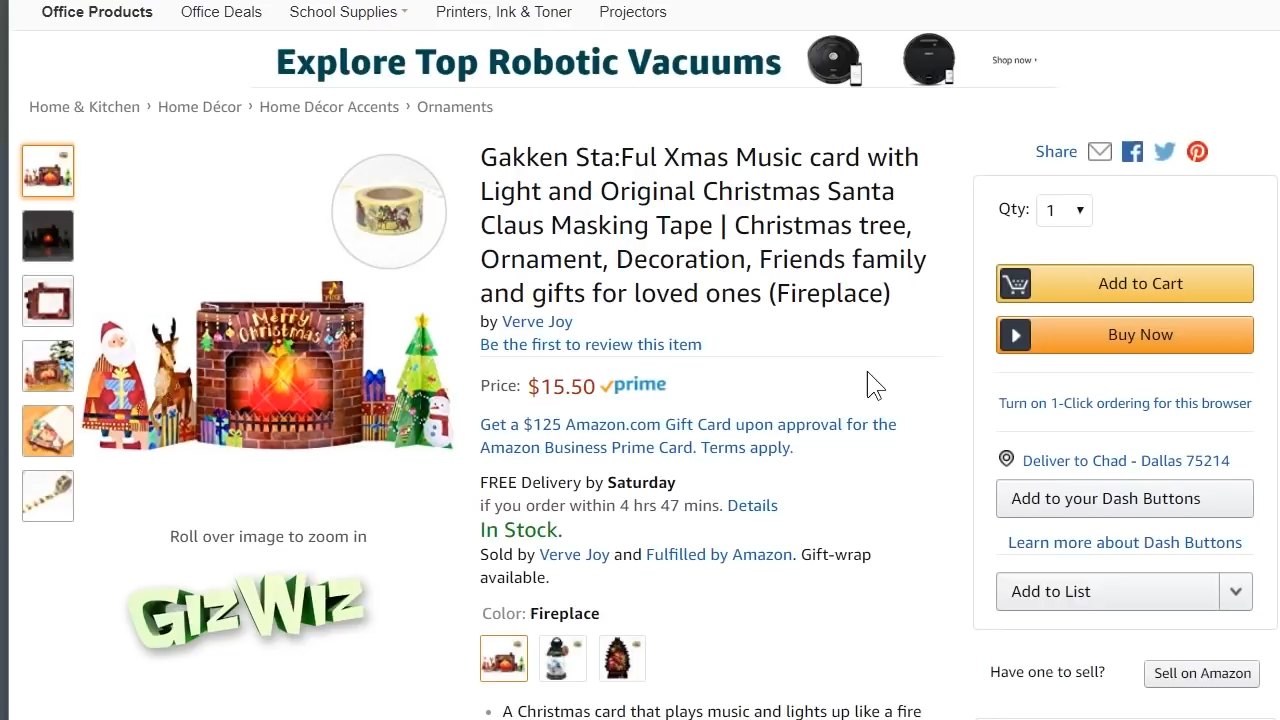 Office Products Office Deals School Supplies Printers, Ink & Toner Projectors
Explore Top Robotic Vacuums Shop now ›
Home & Kitchen › Home Décor › Home Décor Accents › Ornaments
Gakken Sta:Ful Xmas Music card with
Light and Original Christmas Santa
Claus Masking Tape | Christmas tree,
Ornament, Decoration, Friends family
and gifts for loved ones (Fireplace)
by Verve Joy
Be the first to review this item
Price: $15.50 prime
Get a $125 Amazon.com Gift Card upon approval for the
Amazon Business Prime Card. Terms apply.
FREE Delivery by Saturday
if you order within 4 hrs 47 mins. Details
In Stock.
Sold by Verve Joy and Fulfilled by Amazon. Gift-wrap
available.
Color: Fireplace
A Christmas card that plays music and lights up like a fire
Merry
Christmas
Roll over image to zoom in
GizWiz
Share
Qty: 1
Add to Cart
Buy Now
Turn on 1-Click ordering for this browser
Deliver to Chad - Dallas 75214
Add to your Dash Buttons
Learn more about Dash Buttons
Add to List
Have one to sell? Sell on Amazon